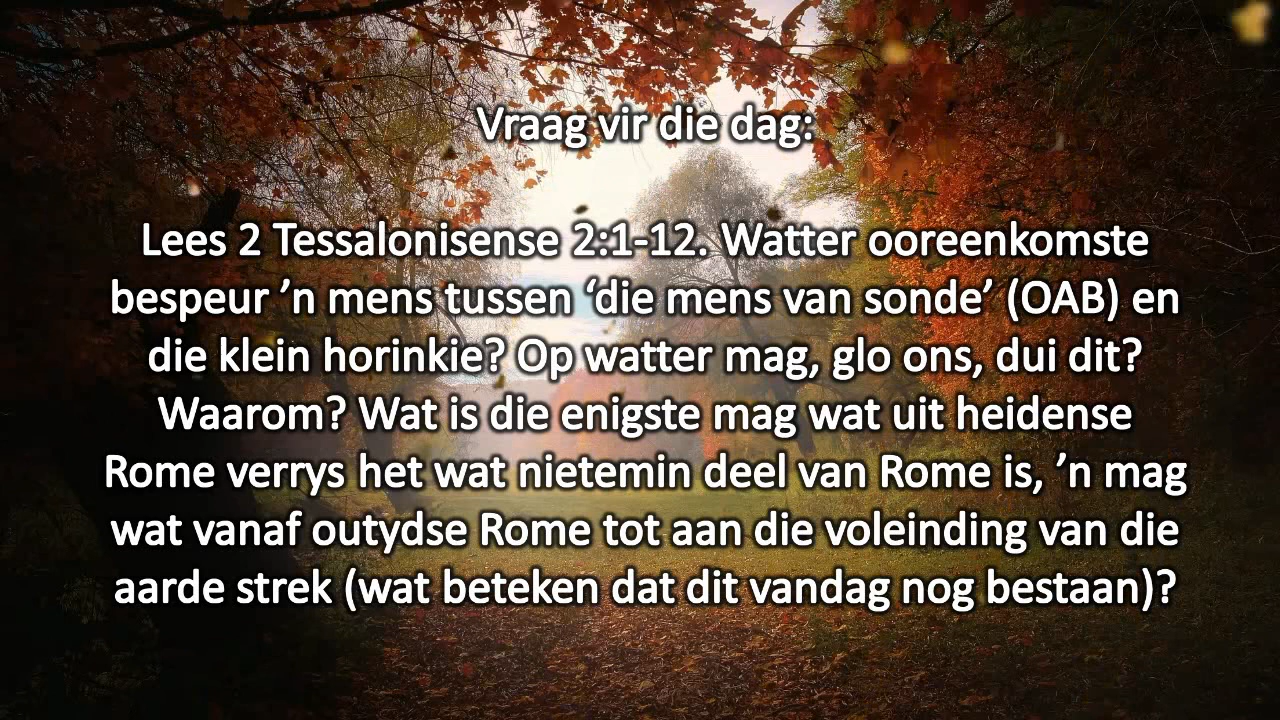 Vraag vir die dag:
Lees 2 Tessalonisense 2:1-12. Watter ooreenkomste
bespeur ’n mens tussen ‘die mens van sonde’ (OAB) en
die klein horinkie? Op watter mag, glo ons, dui dit?
Waarom? Wat is die enigste mag wat uit heidense
Rome verrys het wat nietemin deel van Rome is, ’n mag
wat vanaf outydse Rome tot aan die voleinding van die
aarde strek (wat beteken dat dit vandag nog bestaan)?